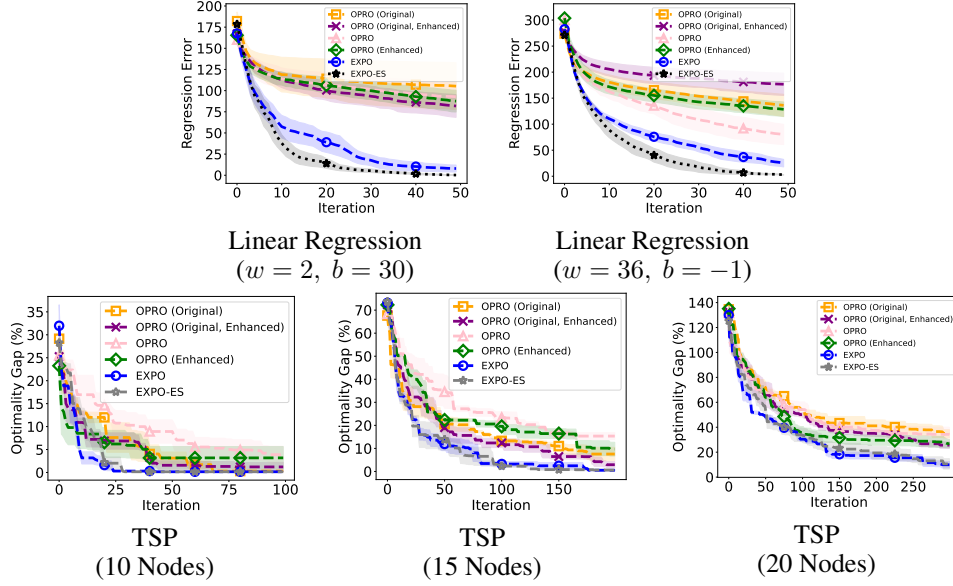 200
175
150
125
100
75
50
25
0
Regression Error
OPRO (Original)
OPRO (Original, Enhanced)
OPRO
OPRO (Enhanced)
EXPO
EXPO-ES
0 10 20 30 40 50
Iteration
Linear Regression
(w = 2, b = 30)
300
250
200
150
100
50
0
Regression Error
OPRO (Original)
OPRO (Original, Enhanced)
OPRO
OPRO (Enhanced)
EXPO
EXPO-ES
0 10 20 30 40 50
Iteration
Linear Regression
(w = 36, b = −1)
35
30
25
20
15
10
5
0
Optimality Gap (%)
OPRO (Original)
OPRO (Original, Enhanced)
OPRO
OPRO (Enhanced)
EXPO
EXPO-ES
0 25 50 75 100
Iteration
TSP
(10 Nodes)
70
60
50
40
30
20
10
0
Optimality Gap (%)
OPRO (Original)
OPRO (Original, Enhanced)
OPRO
OPRO (Enhanced)
EXPO
EXPO-ES
0 50 100 150
Iteration
TSP
(15 Nodes)
140
120
100
80
60
40
20
0
Optimality Gap (%)
OPRO (Original)
OPRO (Original, Enhanced)
OPRO
OPRO (Enhanced)
EXPO
EXPO-ES
0 50 100 150 200 250
Iteration
TSP
(20 Nodes)